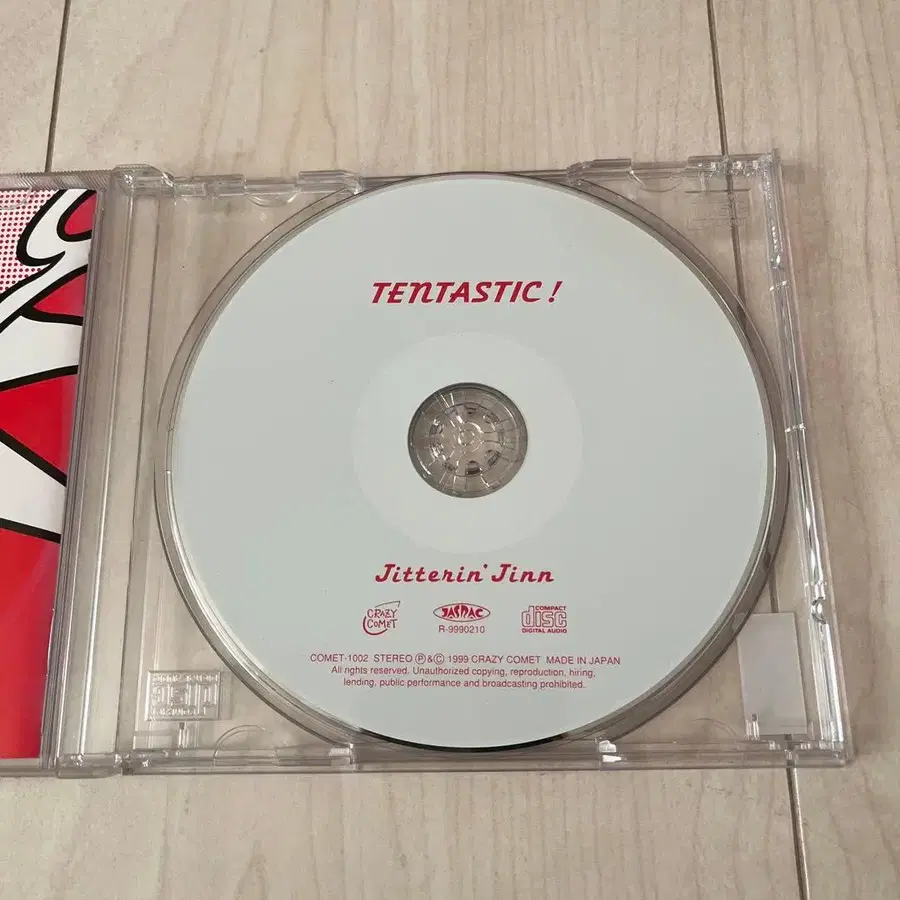 TENTASTIC!
Jitterin' Jinn
CRAZY COMET
JASRAC
R-9990210
COMPACT disc DIGITAL AUDIO
COMET-1002 STEREO Ⓟ&Ⓒ 1999 CRAZY COMET MADE IN JAPAN
All rights reserved. Unauthorized copying, reproduction, hiring,
lending, public performance and broadcasting prohibited.